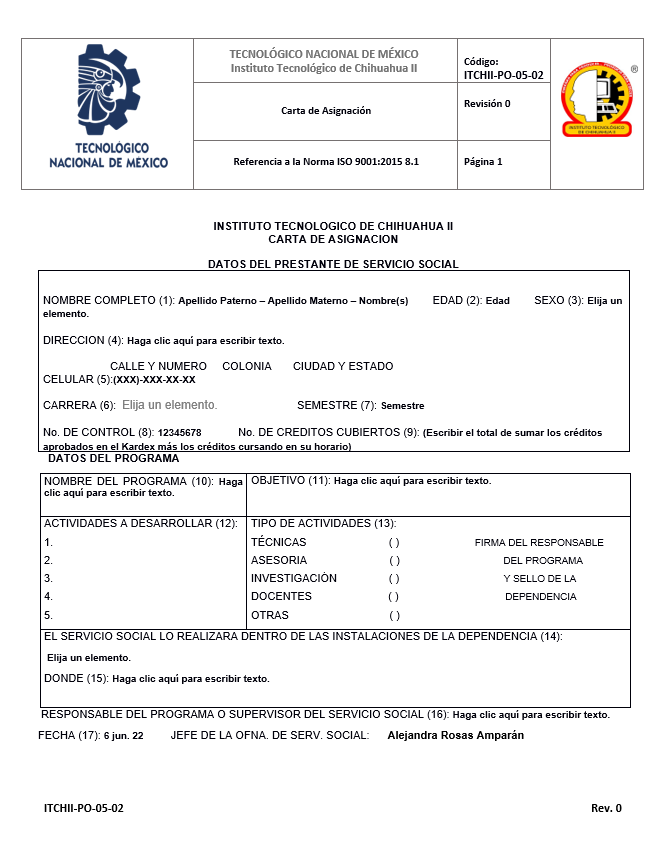 TECNOLÓGICO
NACIONAL DE MÉXICO
TECNOLÓGICO NACIONAL DE MÉXICO
Instituto Tecnológico de Chihuahua II
Carta de Asignación
Referencia a la Norma ISO 9001:2015 8.1
Código:
ITCHII-PO-05-02
Revisión 0
Página 1
®
INSTITUTO TECNOLÓGICO
DE CHIHUAHUA II
INSTITUTO TECNOLOGICO DE CHIHUAHUA II
CARTA DE ASIGNACION
DATOS DEL PRESTANTE DE SERVICIO SOCIAL
NOMBRE COMPLETO (1): Apellido Paterno – Apellido Materno – Nombre(s) EDAD (2): Edad SEXO (3): Elija un
elemento.
DIRECCION (4): Haga clic aquí para escribir texto.
CALLE Y NUMERO COLONIA CIUDAD Y ESTADO
CELULAR (5):(XXX)-XXX-XX-XX
CARRERA (6): Elija un elemento. SEMESTRE (7): Semestre
No. DE CONTROL (8): 12345678 No. DE CREDITOS CUBIERTOS (9): (Escribir el total de sumar los créditos
aprobados en el Kardex más los créditos cursando en su horario)
DATOS DEL PROGRAMA
NOMBRE DEL PROGRAMA (10): Haga
clic aquí para escribir texto.
OBJETIVO (11): Haga clic aquí para escribir texto.
ACTIVIDADES A DESARROLLAR (12):
1.
2.
3.
4.
5.
TIPO DE ACTIVIDADES (13):
TÉCNICAS ( )
ASESORIA ( )
INVESTIGACIÓN ( )
DOCENTES ( )
OTRAS ( )
FIRMA DEL RESPONSABLE
DEL PROGRAMA
Y SELLO DE LA
DEPENDENCIA
EL SERVICIO SOCIAL LO REALIZARA DENTRO DE LAS INSTALACIONES DE LA DEPENDENCIA (14):
Elija un elemento.
DONDE (15): Haga clic aquí para escribir texto.
RESPONSABLE DEL PROGRAMA O SUPERVISOR DEL SERVICIO SOCIAL (16): Haga clic aquí para escribir texto.
FECHA (17): 6 jun. 22 JEFE DE LA OFNA. DE SERV. SOCIAL: Alejandra Rosas Amparán
ITCHII-PO-05-02 Rev. 0